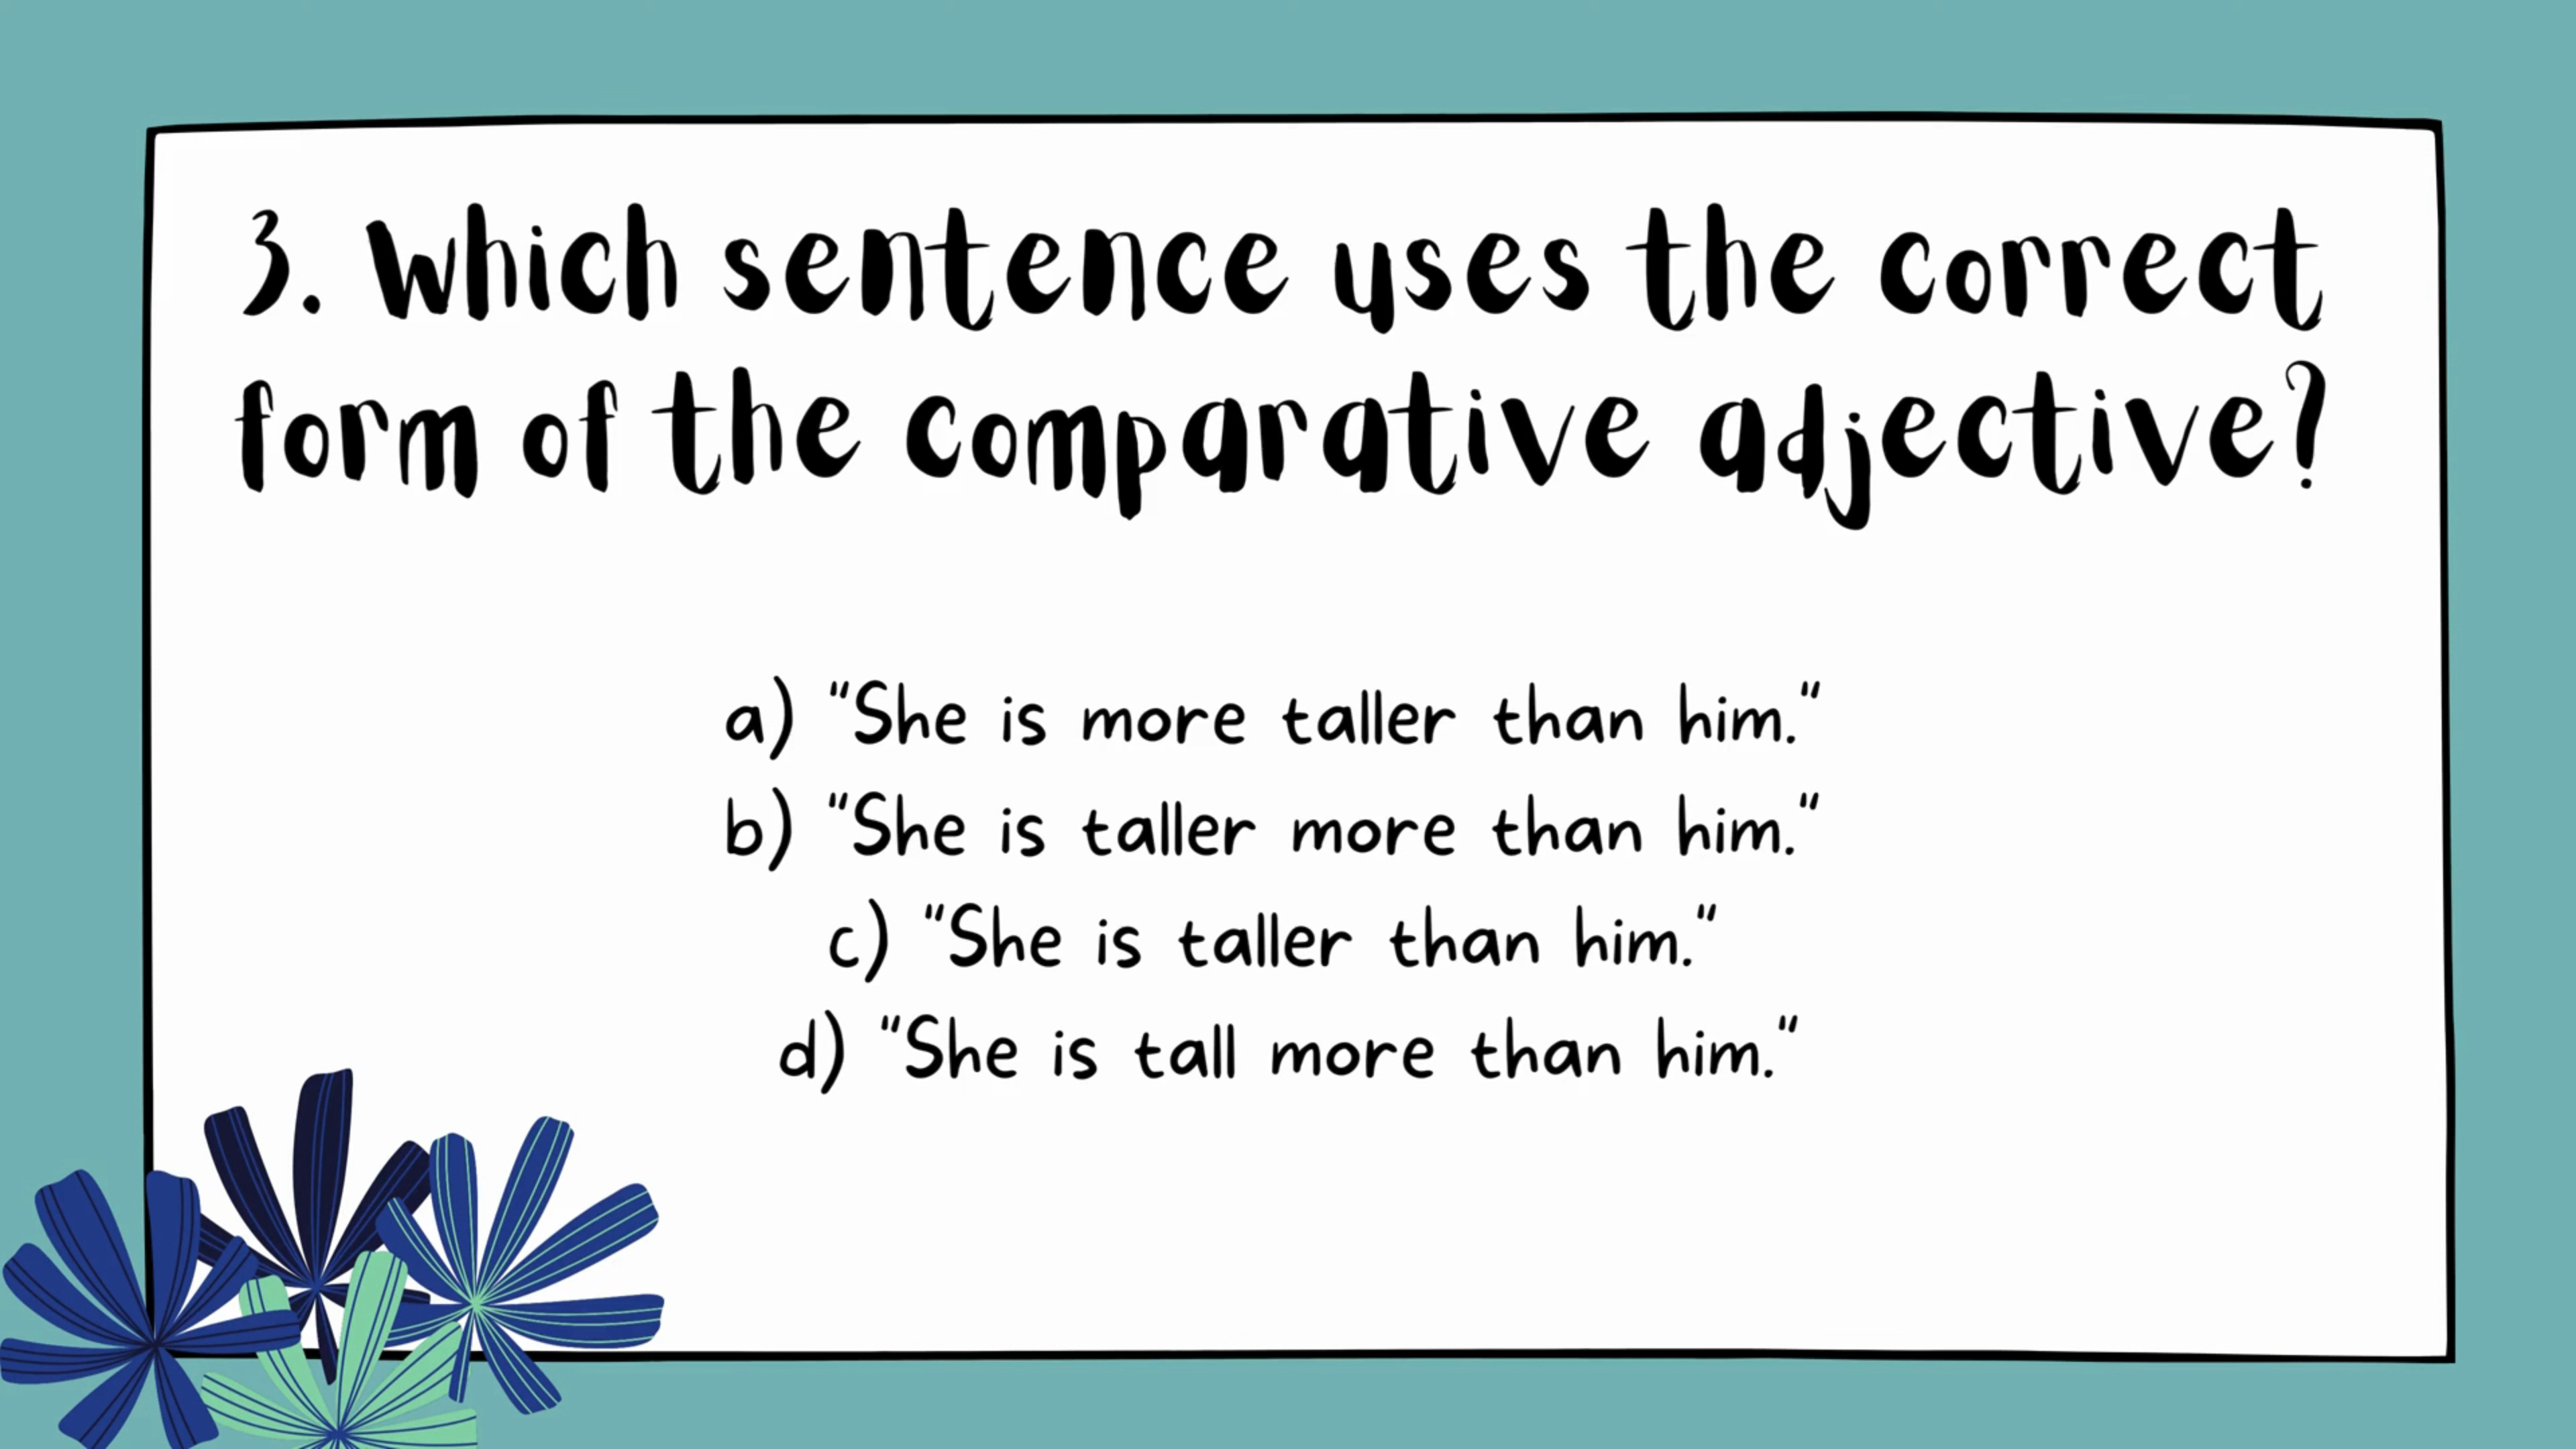 3. Which sentence uses the correct
form of the comparative adjective?
a) "She is more taller than him."
b) "She is taller more than him."
c) "She is taller than him."
d) "She is tall more than him."